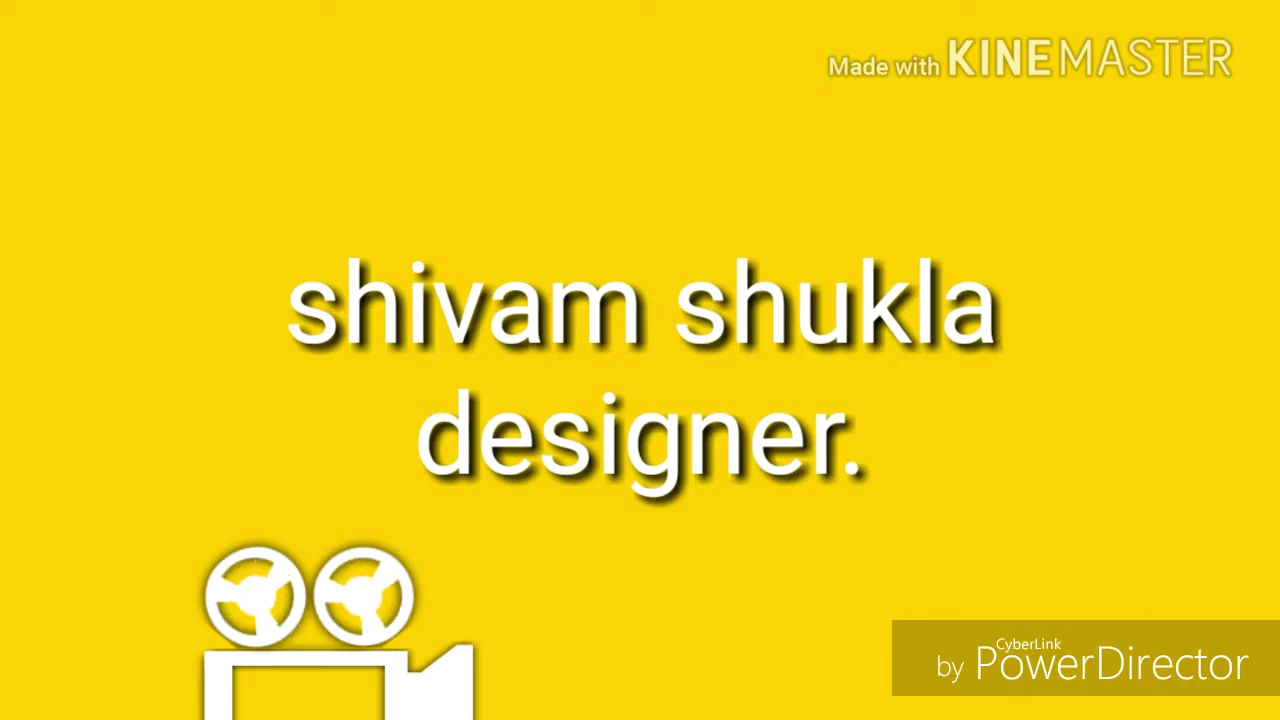 Made with KINEMASTER
shivam shukla
designer.
CyberLink
by PowerDirector